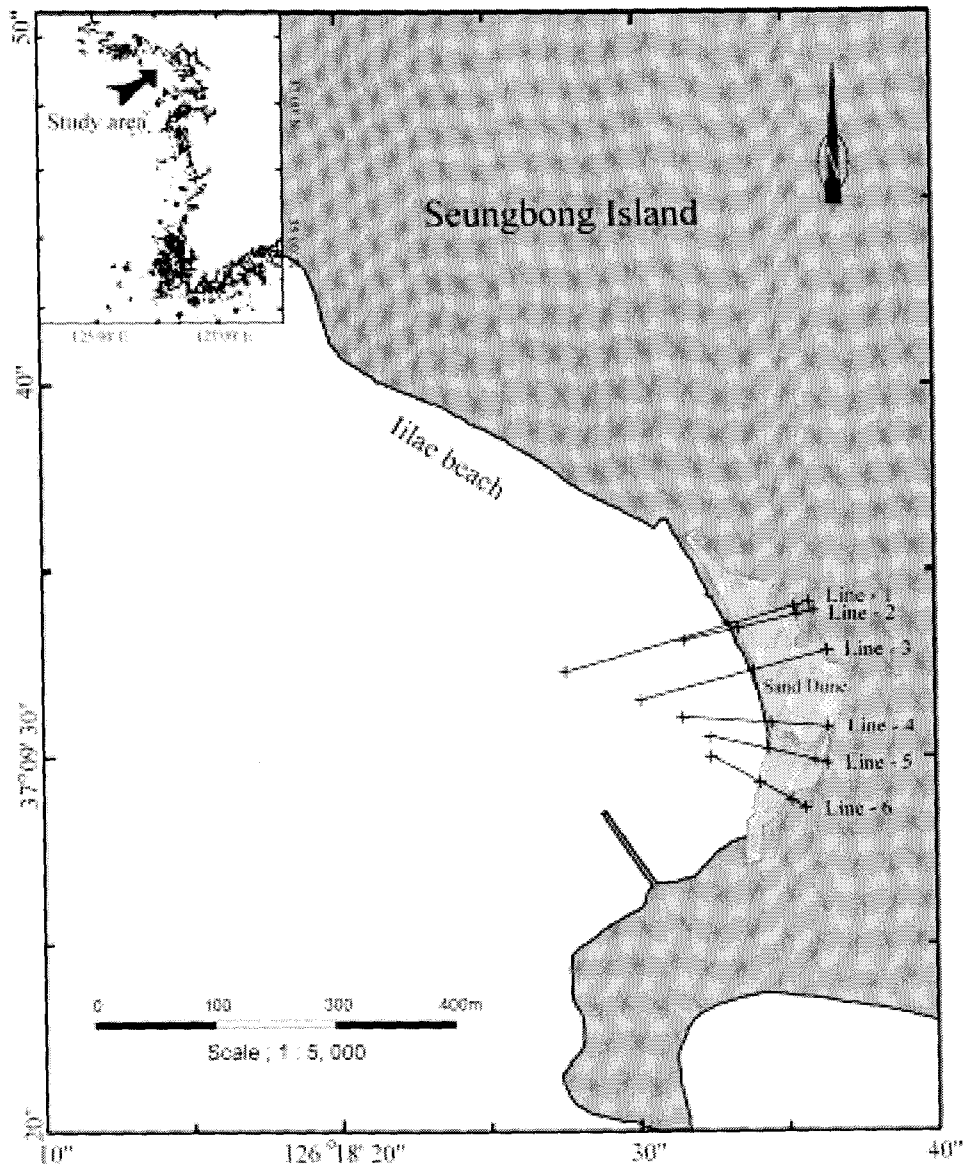 50"
Study area
Seungbong Island
40"
Lilae beach
Line - 1
Line - 2
Line - 3
Sand Dune
Line - 4
Line - 5
Line - 6
37°09' 30"
0 100 300 400m
Scale ; 1 : 5, 000
20"
10" 126°18' 20" 30" 40"